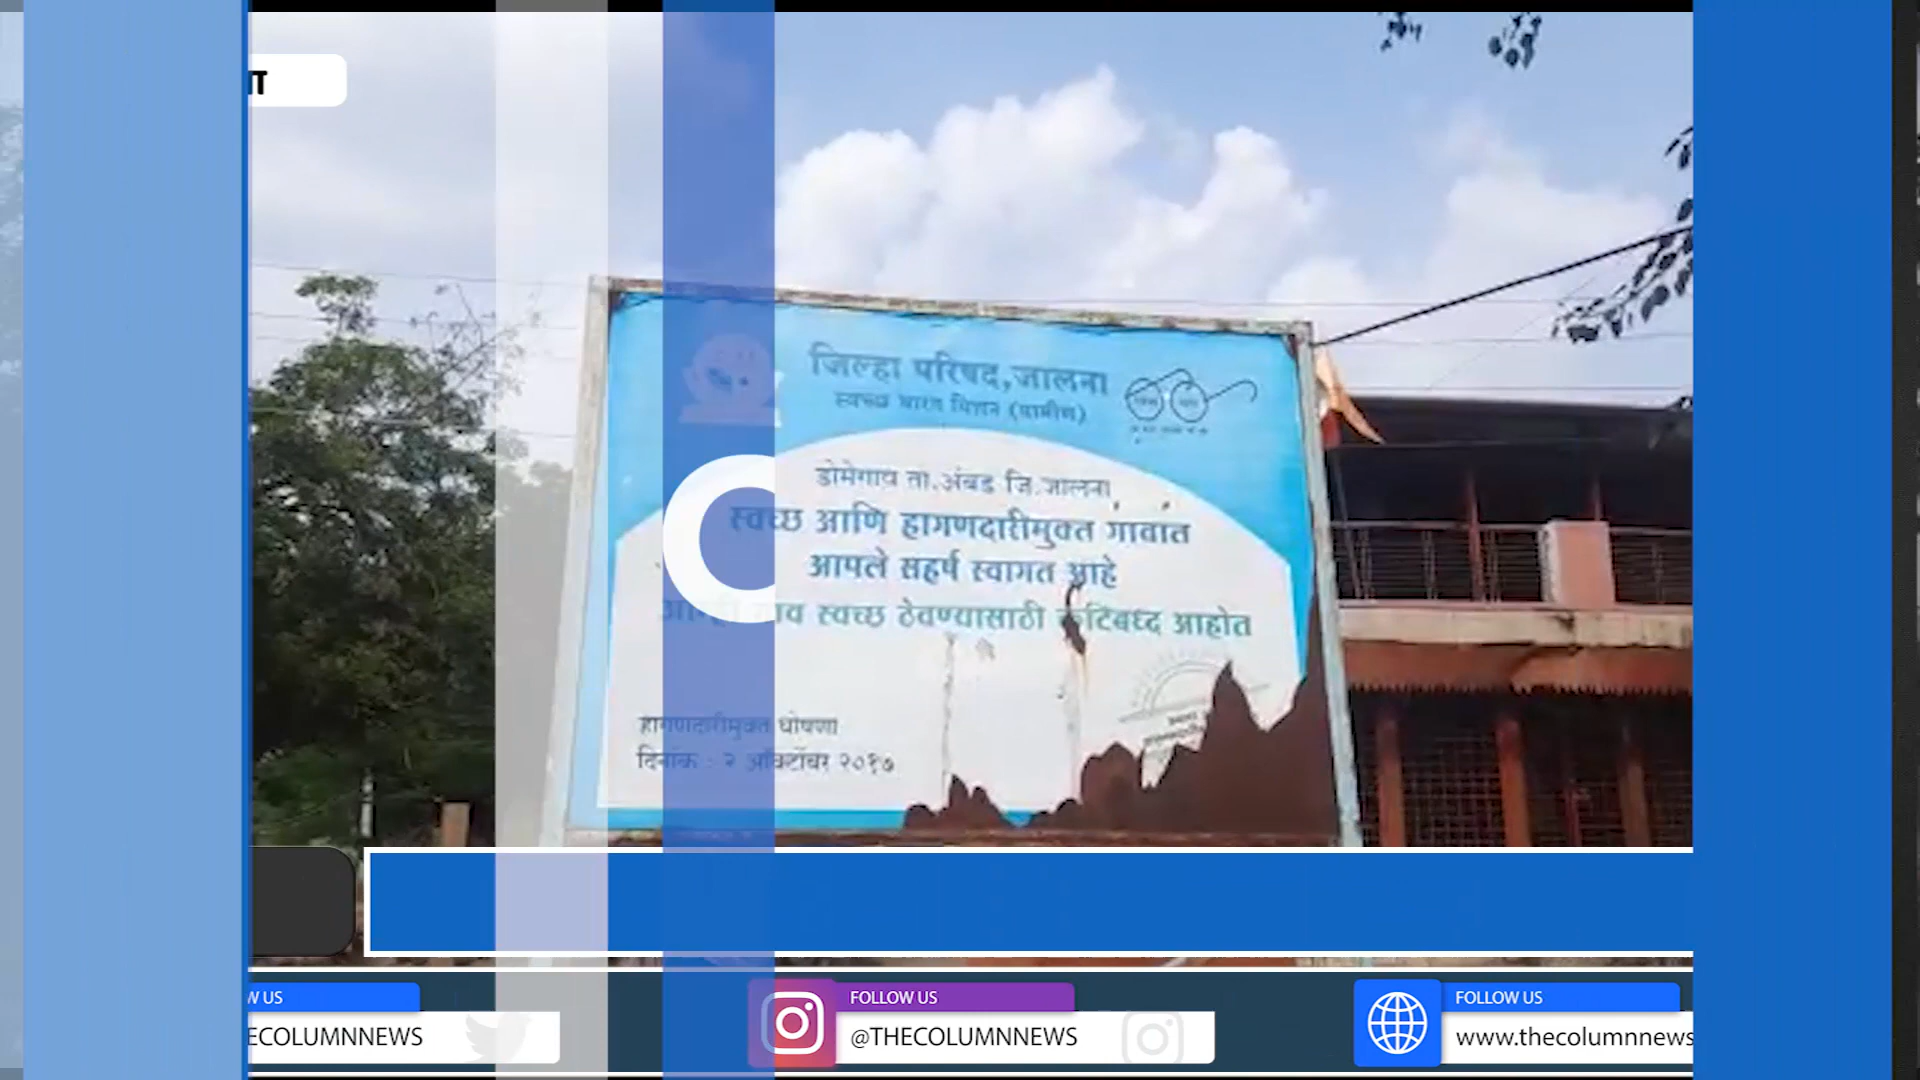 जिल्हा परिषद,जालना
स्वच्छ भारत मिशन (ग्रामीण)
डोमेगाव ता.अंबड जि.जालना
स्वच्छ आणि हागणदारीमुक्त गावांत
आपले सहर्ष स्वागत आहे
गाव स्वच्छ ठेवण्यासाठी कटिबध्द आहोत
हागणदारीमुक्त घोषणा
दिनांक : २ ऑक्टोंबर २०१७
W US
ECOLUMNNEWS
FOLLOW US
@THECOLUMNNEWS
FOLLOW US
www.thecolumnnews